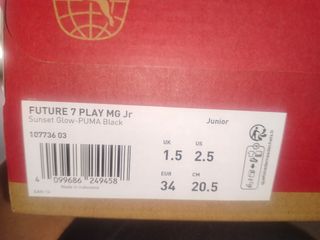 FUTURE 7 PLAY MG Jr
Sunset Glow-PUMA Black
Junior
107736 03
UK US
1.5 2.5
EUR CM
34 20.5
4 099686 249458
Made in Indonesia